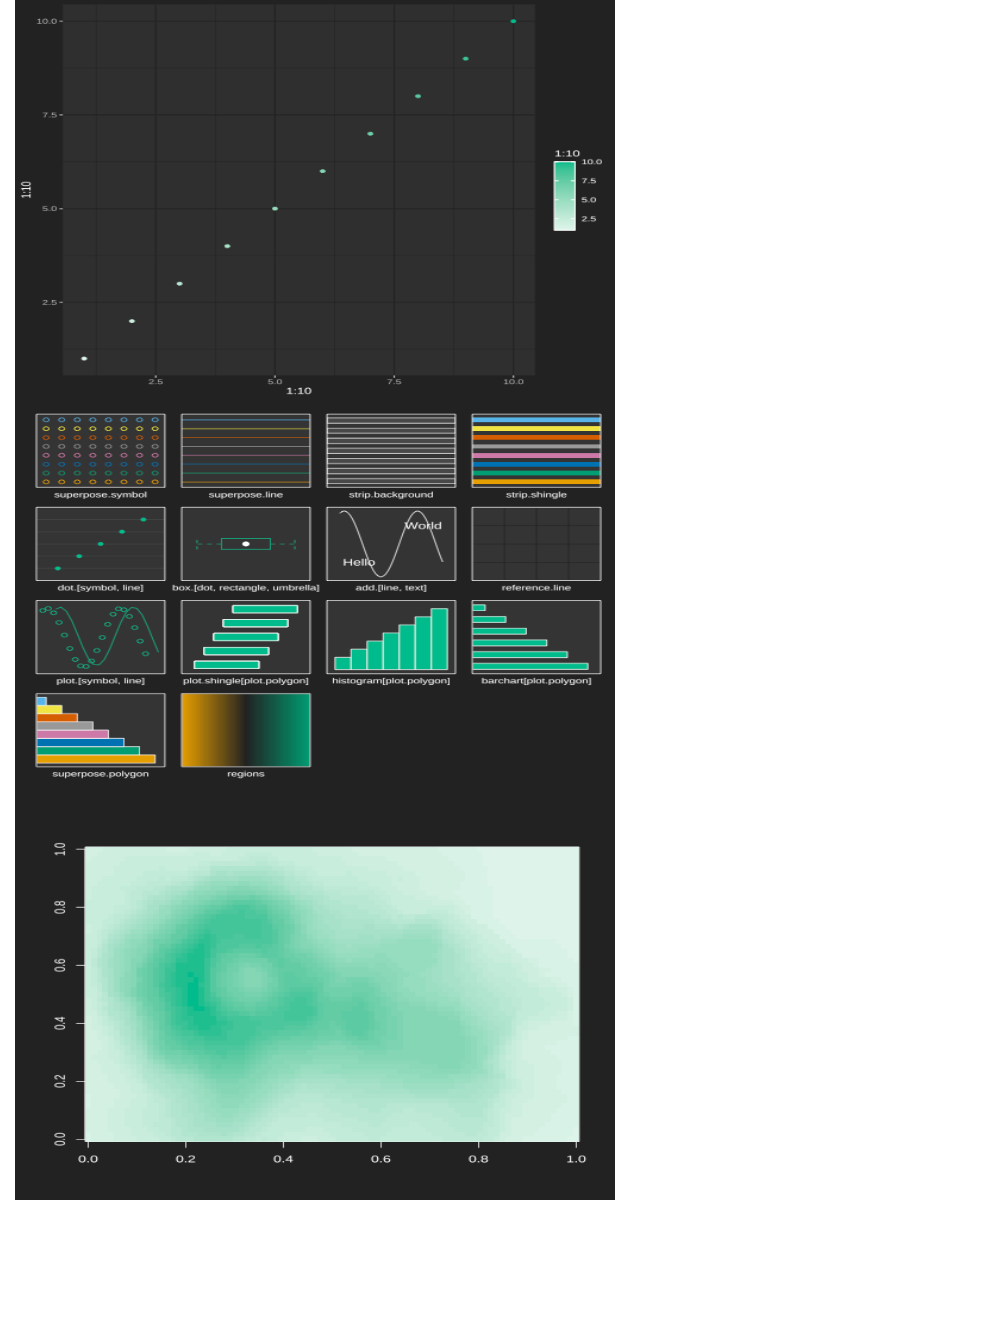 10.0
7.5
5.0
2.5
1:10
2.5 5.0 7.5 10.0
1:10
1:10
10.0
7.5
5.0
2.5
superpose.symbol superpose.line strip.background strip.shingle
World
Hello
dot.[symbol, line] box.[dot, rectangle, umbrella] add.[line, text] reference.line
plot.[symbol, line] plot.shingle[plot.polygon] histogram[plot.polygon] barchart[plot.polygon]
superpose.polygon regions
1.0
0.8
0.6
0.4
0.2
0.0
0.0 0.2 0.4 0.6 0.8 1.0